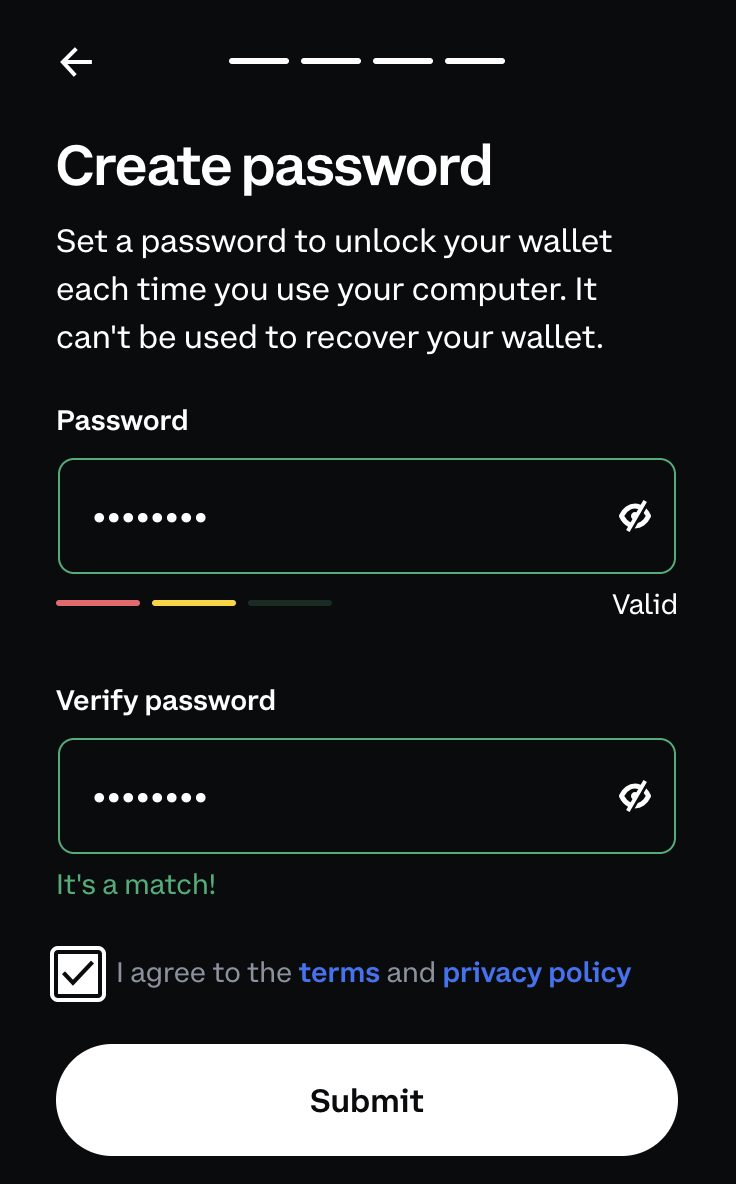 Create password
Set a password to unlock your wallet
each time you use your computer. It
can't be used to recover your wallet.
Password
••••••••
Valid
Verify password
••••••••
It's a match!
I agree to the terms and privacy policy
Submit